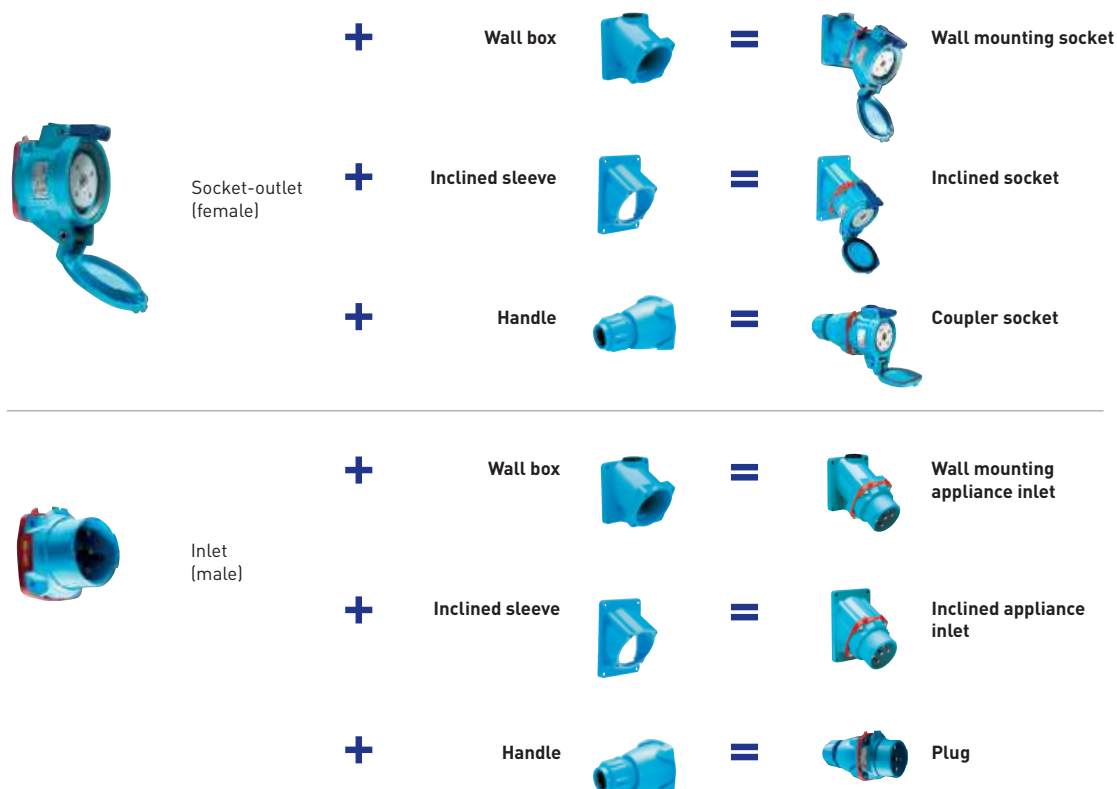 + Wall box = Wall mounting socket
Socket-outlet
(female)
+ Inclined sleeve = Inclined socket
+ Handle = Coupler socket
+ Wall box = Wall mounting
appliance inlet
Inlet
(male)
+ Inclined sleeve = Inclined appliance
inlet
+ Handle = Plug